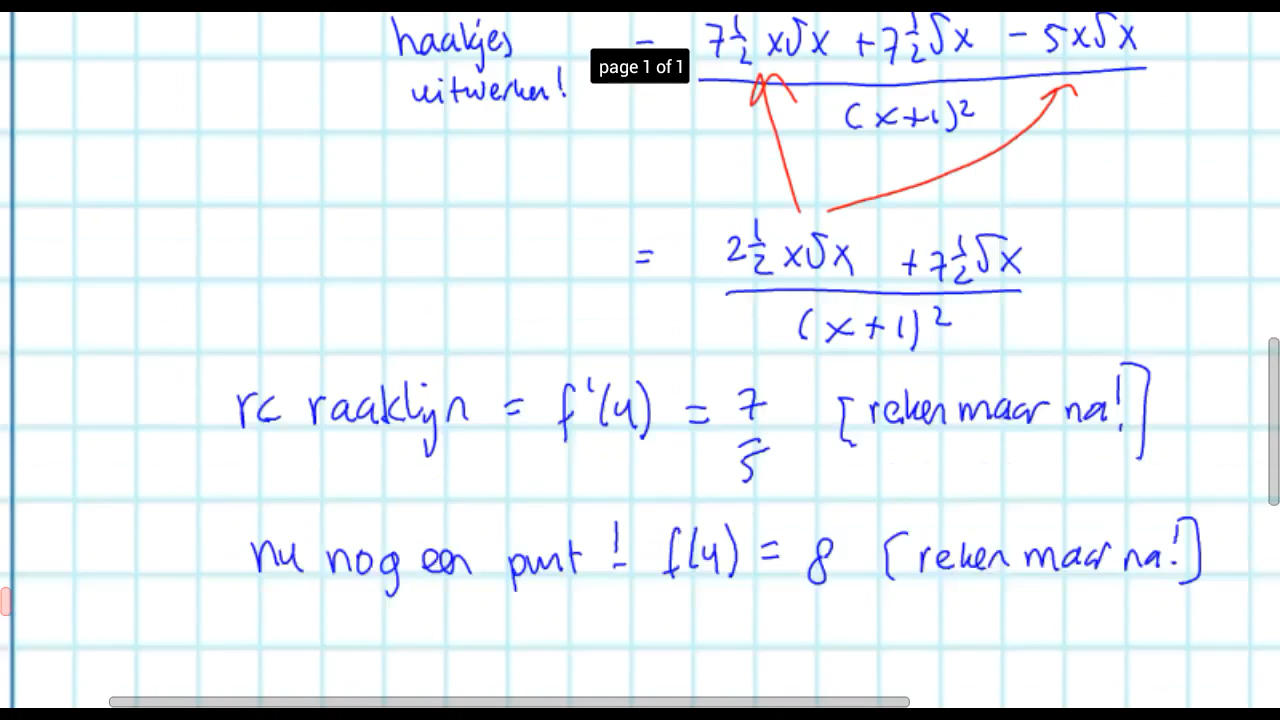 haakjes = 7½ x√x + 7½√x - 5x√x
page 1 of 1
uitwerken! (x+1)²
= 2½ x√x + 7½√x
(x+1)²
rc raaklijn = f'(4) = 7/5 [reken maar na!]
nu nog een punt! f(4) = 8 [reken maar na!]